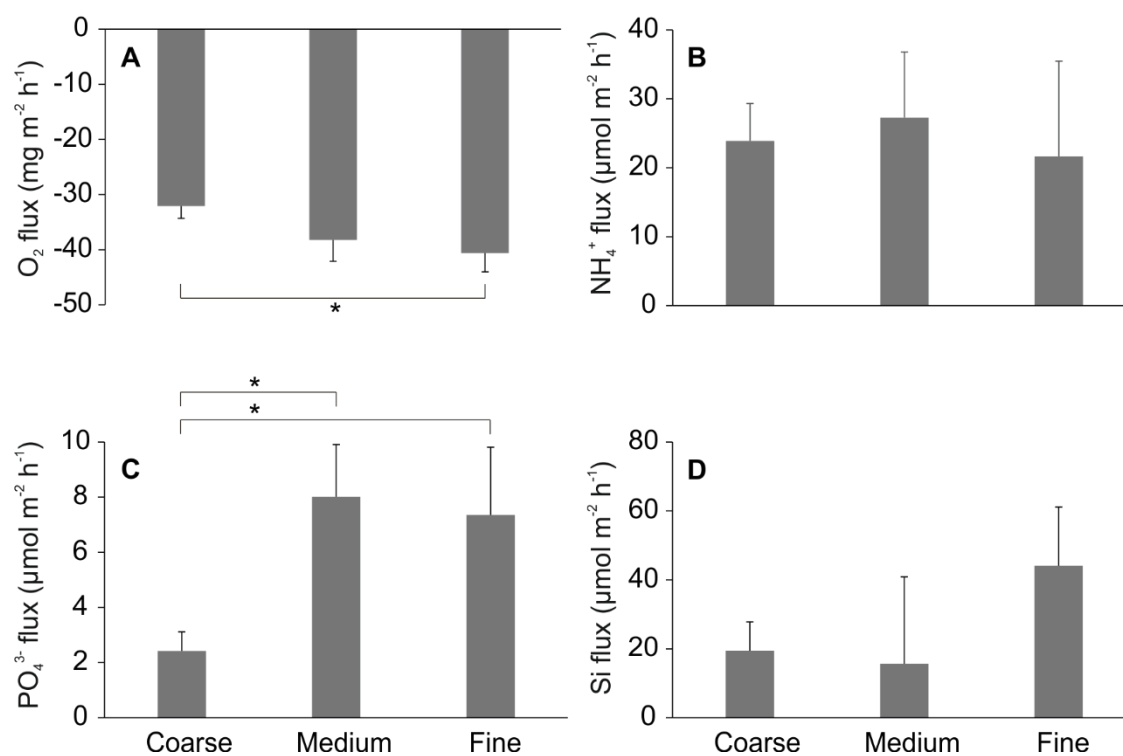 A
O₂ flux (mg m⁻² h⁻¹)
0
-10
-20
-30
-40
-50
*
B
NH₄⁺ flux (µmol m⁻² h⁻¹)
40
30
20
10
0
*
*
C
PO₄³⁻ flux (µmol m⁻² h⁻¹)
10
8
6
4
2
0
Coarse Medium Fine
D
Si flux (µmol m⁻² h⁻¹)
80
60
40
20
0
Coarse Medium Fine